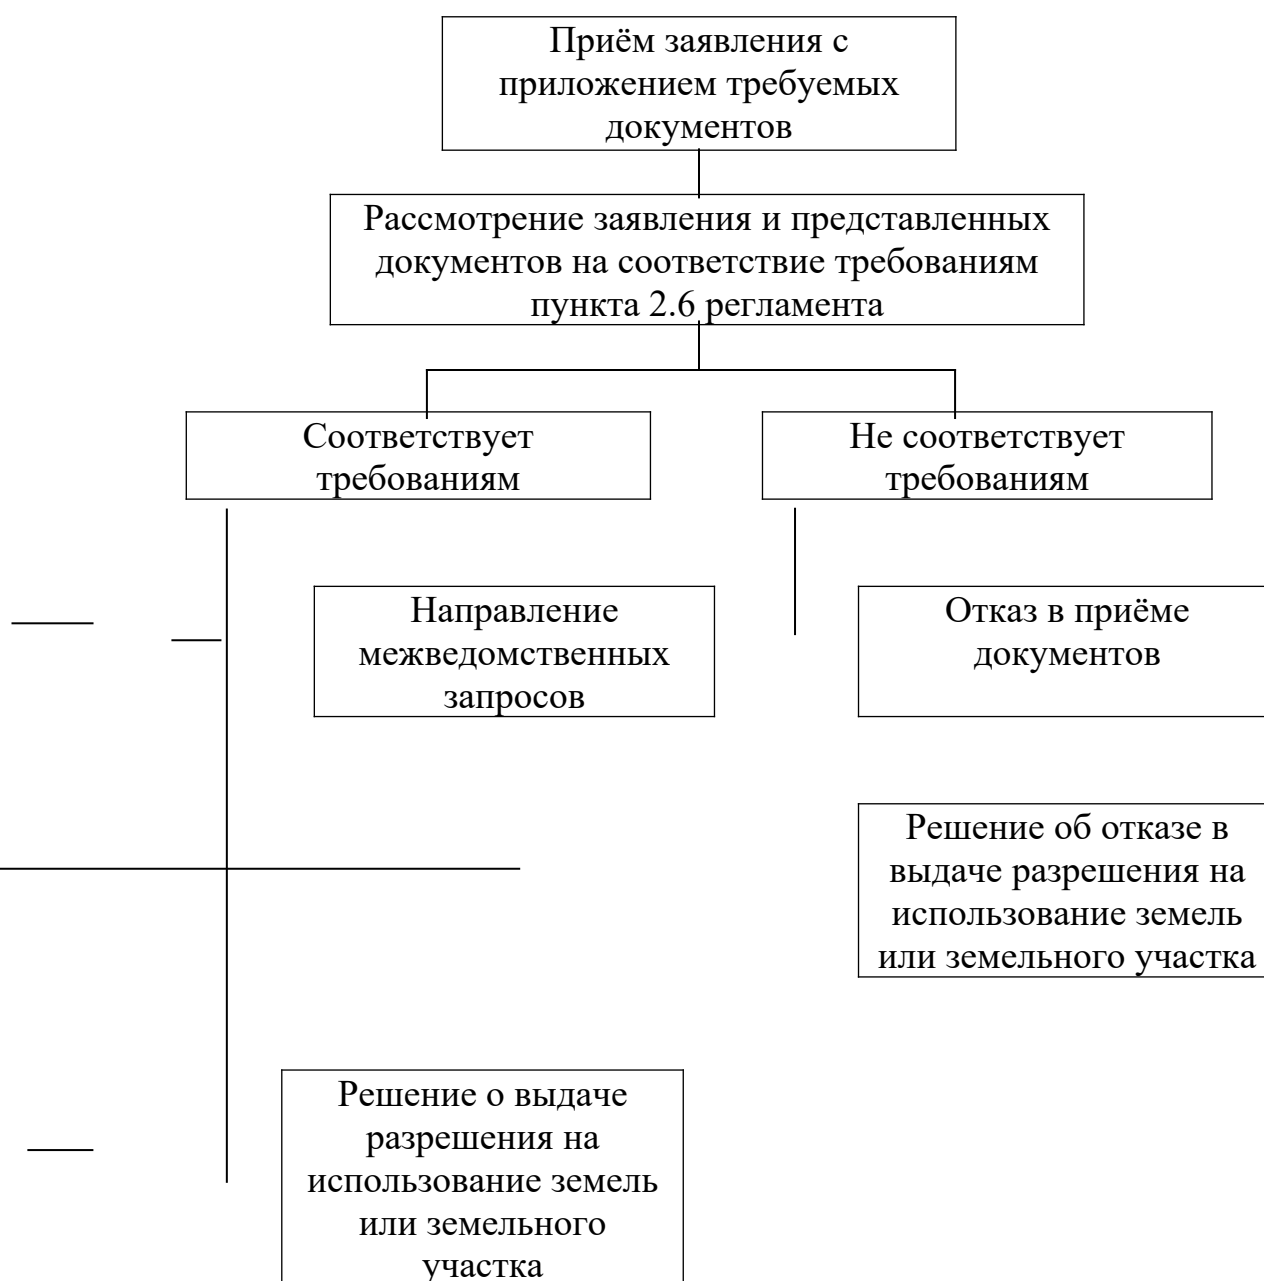 Приём заявления с
приложением требуемых
документов
Рассмотрение заявления и представленных
документов на соответствие требованиям
пункта 2.6 регламента
Соответствует
требованиям
Не соответствует
требованиям
Направление
межведомственных
запросов
Отказ в приёме
документов
Решение об отказе в
выдаче разрешения на
использование земель
или земельного участка
Решение о выдаче
разрешения на
использование земель
или земельного
участка